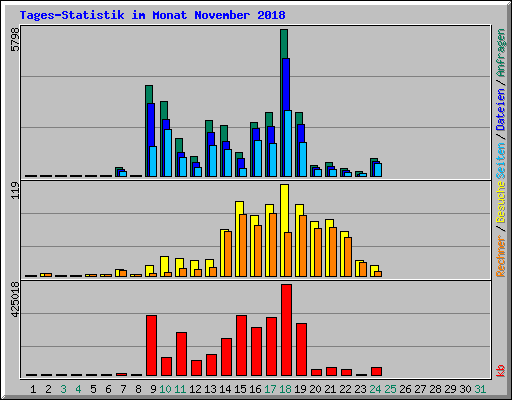 Tages-Statistik im Monat November 2018
5798
Anfragen / Dateien / Seiten
119
Rechner / Besuche
425018
kb
1 2 3 4 5 6 7 8 9 10 11 12 13 14 15 16 17 18 19 20 21 22 23 24 25 26 27 28 29 30 31